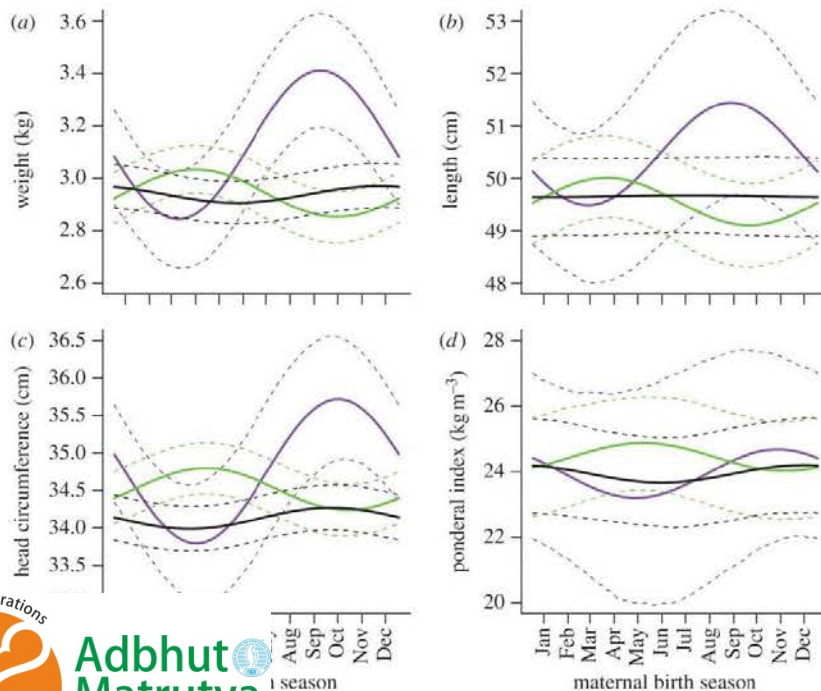 (a)
weight (kg)
3.6
3.4
3.2
3.0
2.8
2.6
(b)
length (cm)
53
52
51
50
49
48
(c)
head circumference (cm)
36.5
36.0
35.5
35.0
34.5
34.0
33.5
Aug
Sep
Oct
Nov
Dec
season
(d)
ponderal index (kg m⁻³)
28
26
24
22
20
Jan
Feb
Mar
Apr
May
Jun
Jul
Aug
Sep
Oct
Nov
Dec
maternal birth season
Adbhut
Matrutva